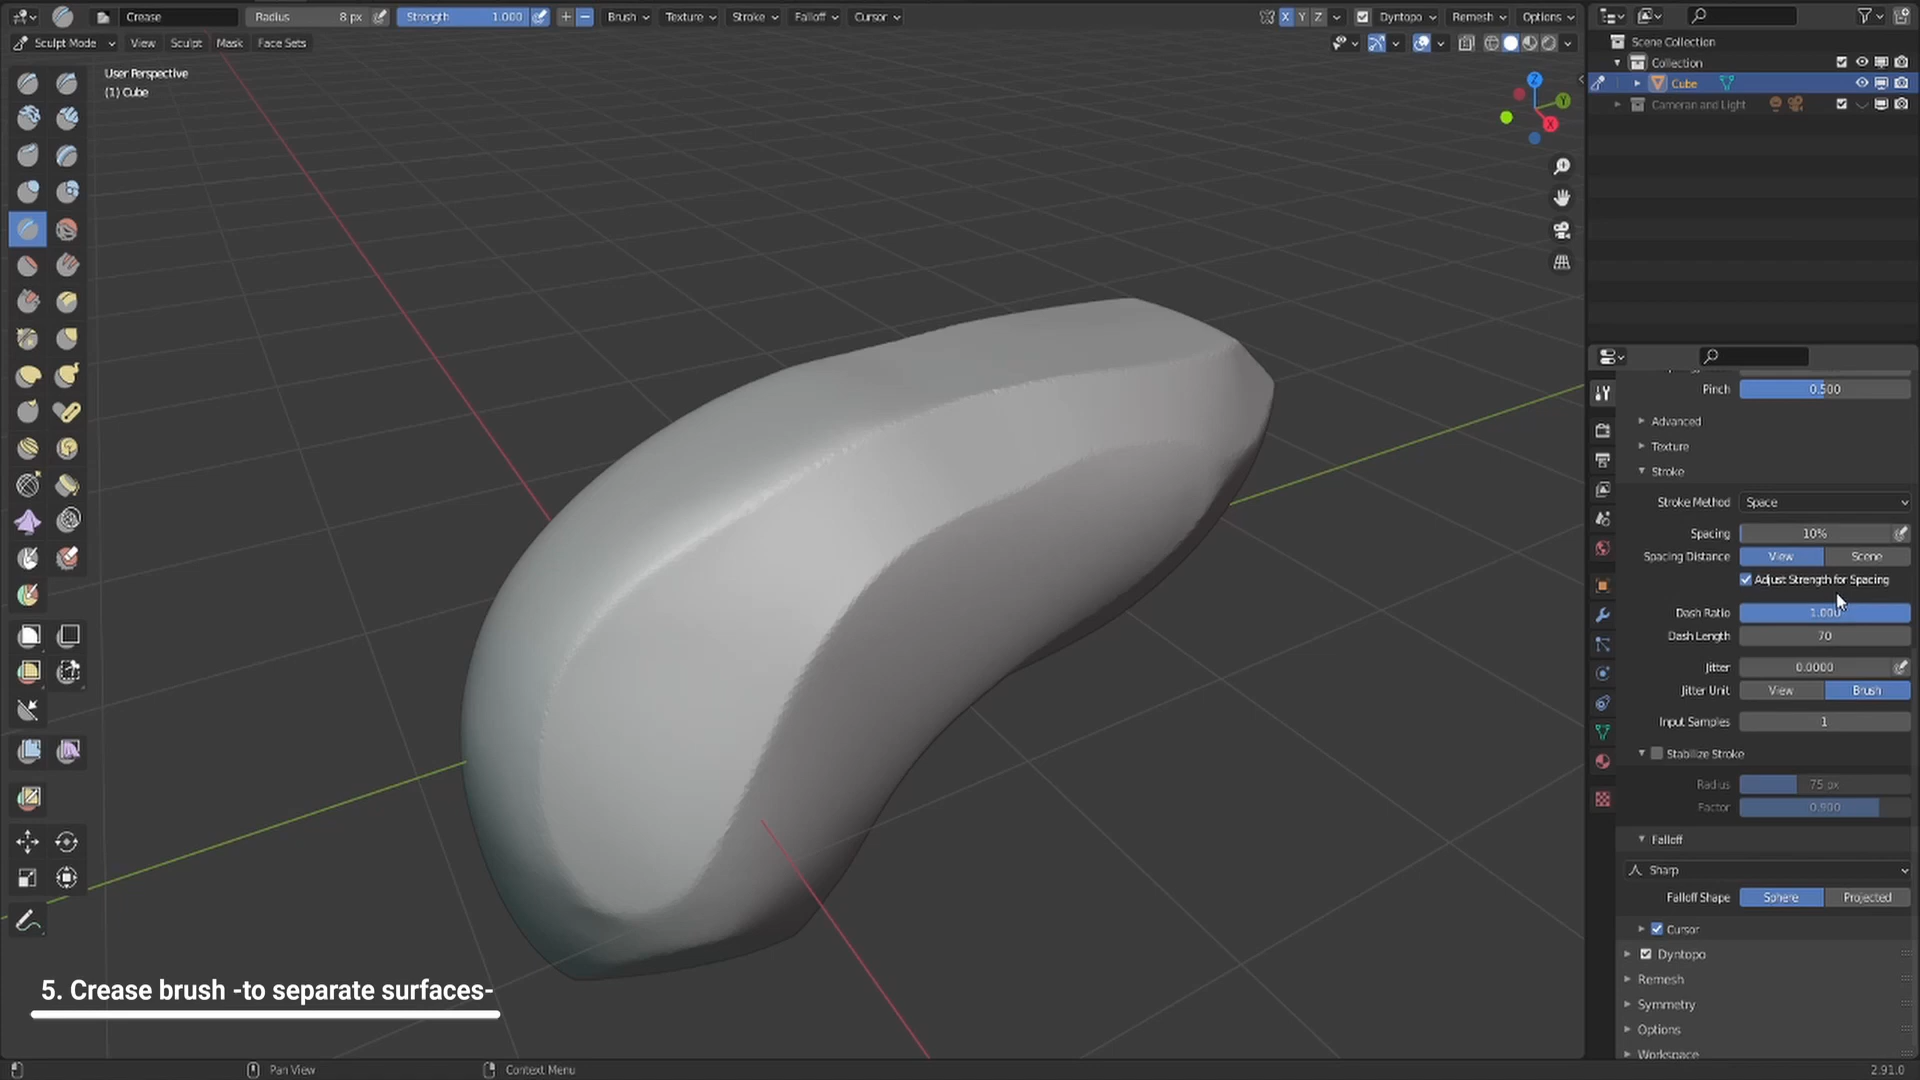 Crease
Radius 8 px
Strength 1.000
Brush
Texture
Stroke
Falloff
Cursor
X Y Z
Dyntopo
Remesh
Options
Sculpt Mode
View
Sculpt
Mask
Face Sets
User Perspective
(1) Cube
Z
Y
X
Scene Collection
Collection
Cube
Cameran and Light
Pinch 0.500
Advanced
Texture
Stroke
Stroke Method Space
Spacing 10%
Spacing Distance View Scene
Adjust Strength for Spacing
Dash Ratio 1.000
Dash Length 70
Jitter 0.0000
Jitter Unit View Brush
Input Samples 1
Stabilize Stroke
Radius 75 px
Factor 0.900
Falloff
Sharp
Falloff Shape Sphere Projected
Cursor
Dyntopo
Remesh
Symmetry
Options
Workspace
5. Crease brush -to separate surfaces-
Pan View
Context Menu
2.91.0